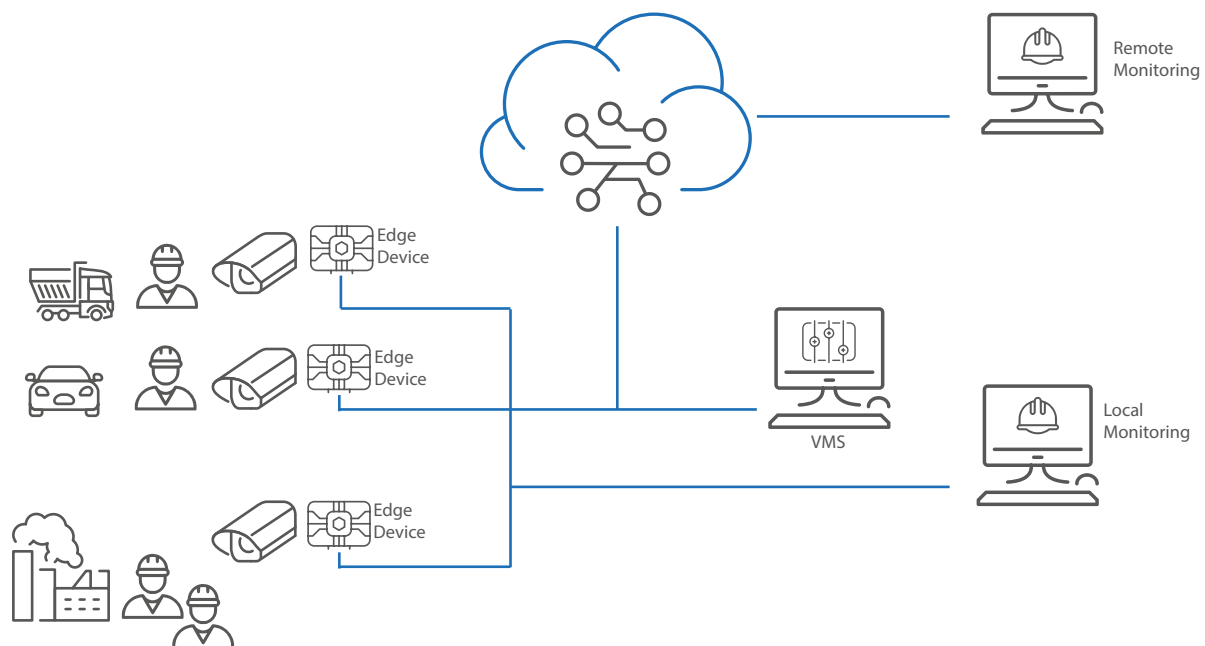 Remote
Monitoring
Edge
Device
Edge
Device
VMS
Local
Monitoring
Edge
Device